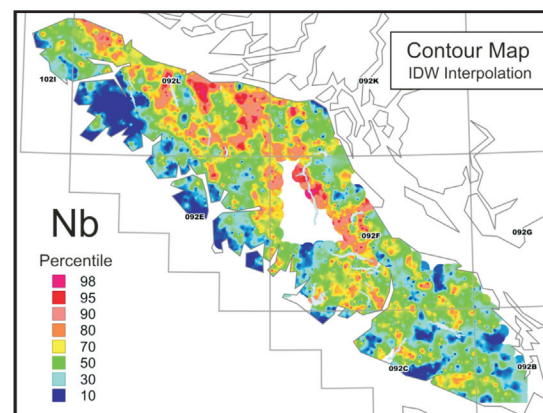 Contour Map
IDW Interpolation
102I
092L
092K
092E
092F
092G
092C
092B
Nb
Percentile
98
95
90
80
70
50
30
10